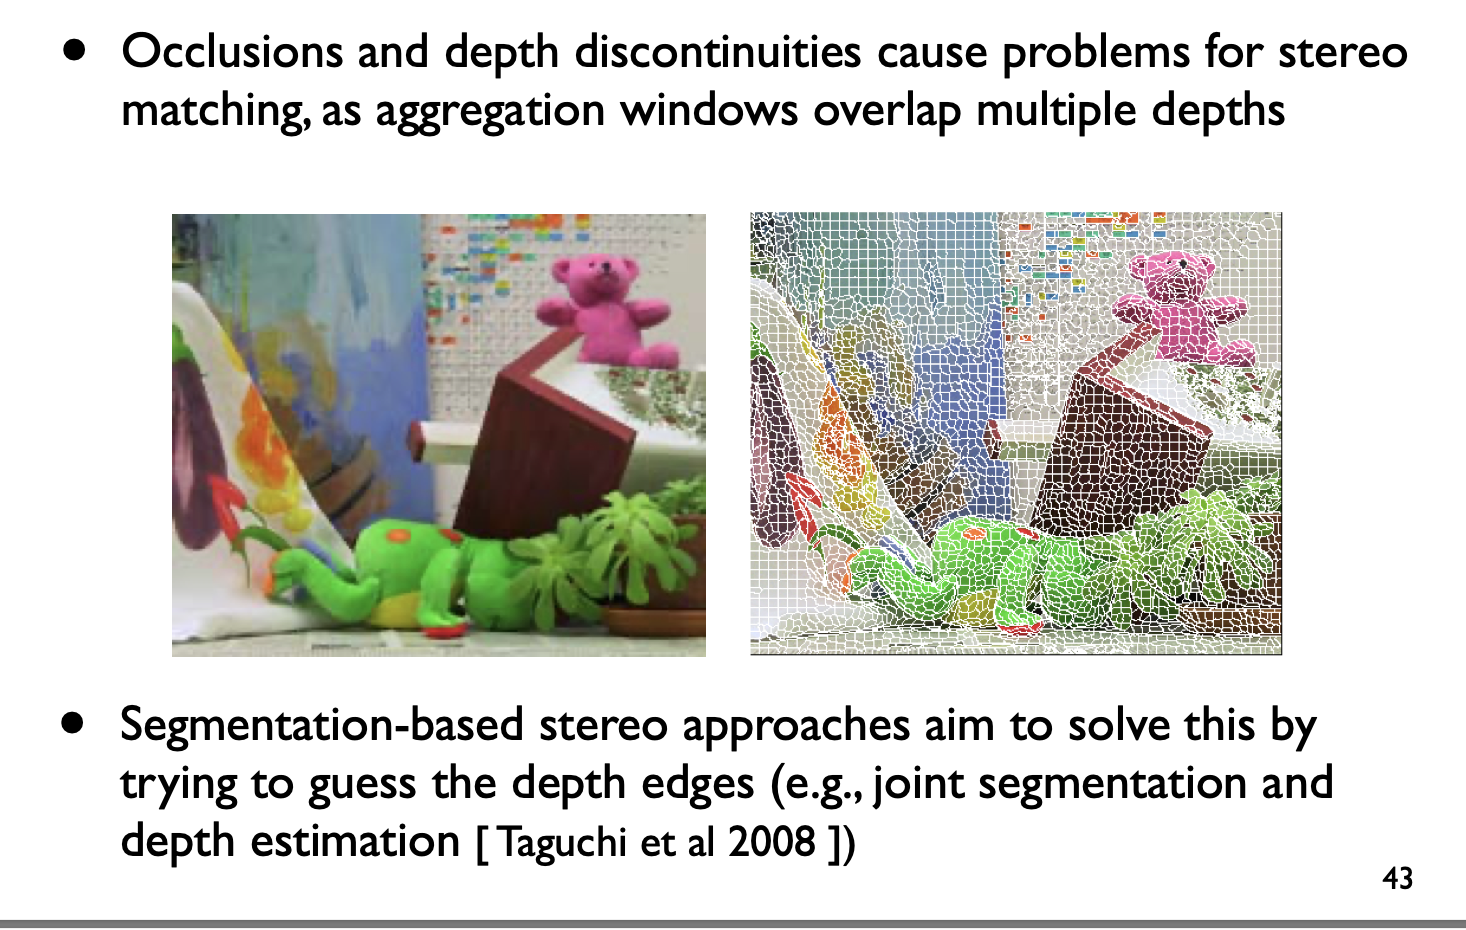 • Occlusions and depth discontinuities cause problems for stereo
matching, as aggregation windows overlap multiple depths
• Segmentation-based stereo approaches aim to solve this by
trying to guess the depth edges (e.g., joint segmentation and
depth estimation [ Taguchi et al 2008 ])
43